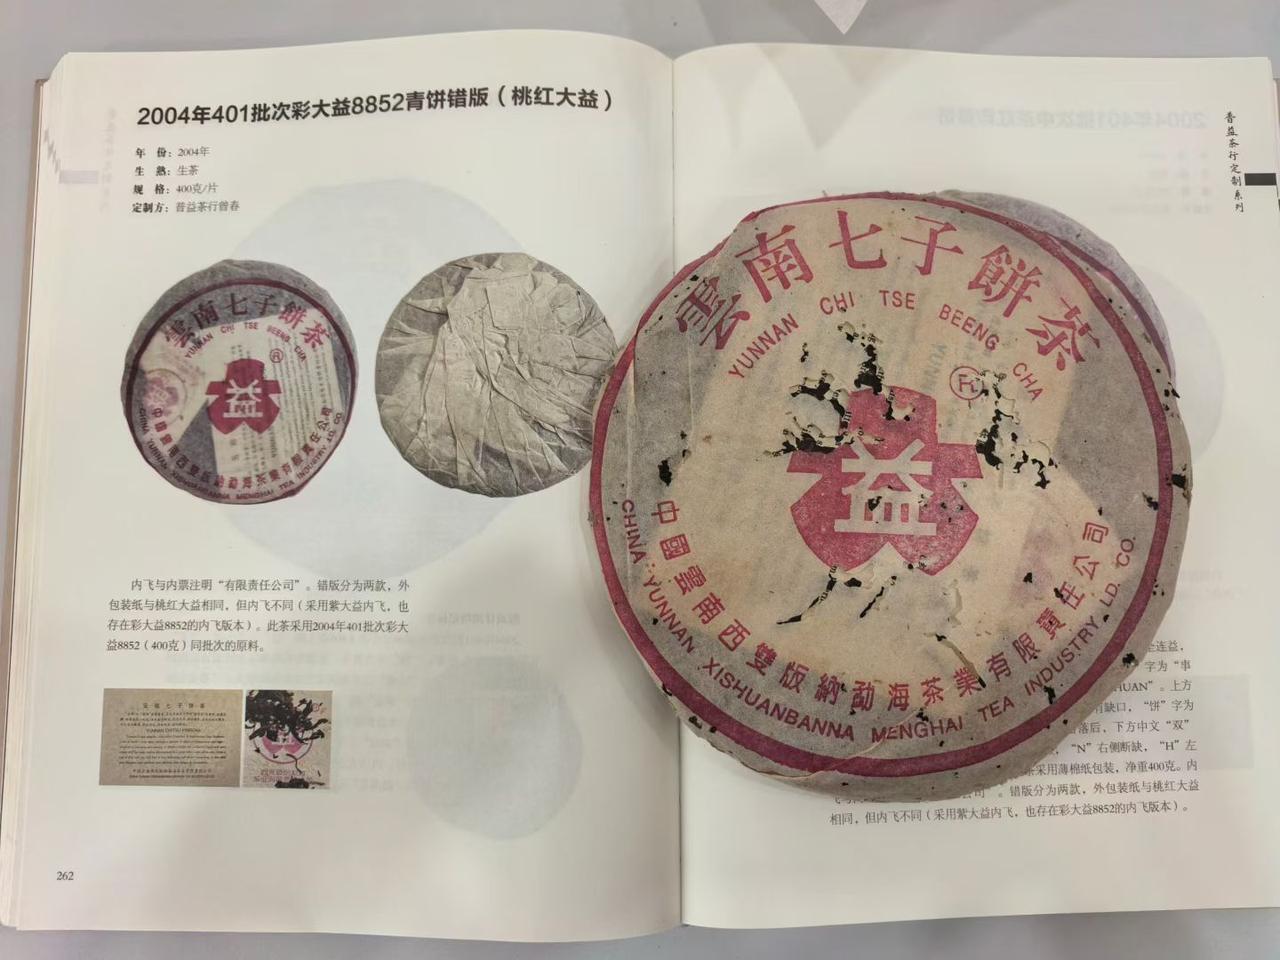 2004年401批次彩大益8852青饼错版（桃红大益）
年 份：2004年
生 熟：生茶
规 格：400克/片
定制方：普益茶行曾春
雲南七子餅茶
YUNNAN CHI TSE BEENG CHA
益
中國雲南西雙版納勐海茶業有限責任公司
CHINA YUNNAN XISHUANBANNA MENGHAI TEA INDUSTRY LD. CO.
内飞与内票注明“有限责任公司”。错版分为两款，外
包装纸与桃红大益相同，但内飞不同（采用紫大益内飞，也
存在彩大益8852的内飞版本）。此茶采用2004年401批次彩大
益8852（400克）同批次的原料。
262
普益茶行定制系列
雲南七子餅茶
YUNNAN CHI TSE BEENG CHA
R
益
中國雲南西雙版納勐海茶業有限責任公司
CHINA YUNNAN XISHUANBANNA MENGHAI TEA INDUSTRY LD. CO.
连益，
字为“事
HUAN”。上方
缺口，“饼”字为
落后，下方中文“双”
“N”右侧断缺，“H”左
采用薄棉纸包装，净重400克。内
”。错版分为两款，外包装纸与桃红大益
相同，但内飞不同（采用紫大益内飞，也存在彩大益8852的内飞版本）。